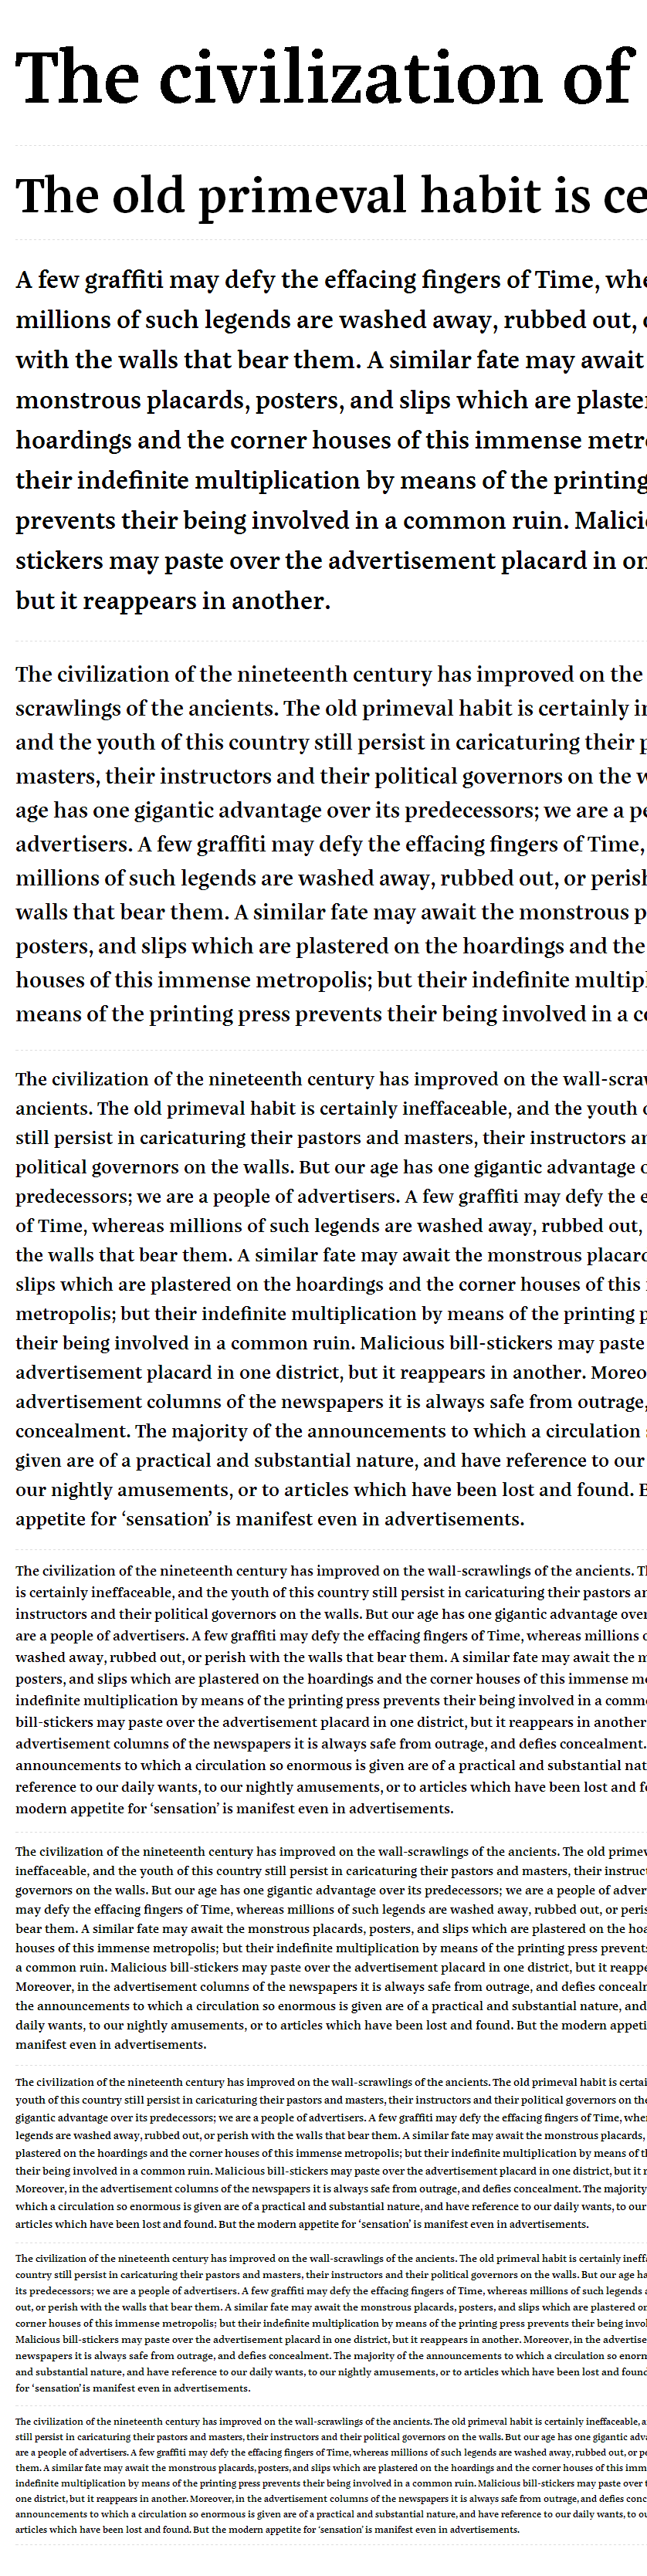 The civilization of
The old primeval habit is ce
A few graffiti may defy the effacing fingers of Time, whe
millions of such legends are washed away, rubbed out, o
with the walls that bear them. A similar fate may await
monstrous placards, posters, and slips which are plaster
hoardings and the corner houses of this immense metro
their indefinite multiplication by means of the printing
prevents their being involved in a common ruin. Malicio
stickers may paste over the advertisement placard in on
but it reappears in another.
The civilization of the nineteenth century has improved on the
scrawlings of the ancients. The old primeval habit is certainly in
and the youth of this country still persist in caricaturing their p
masters, their instructors and their political governors on the w
age has one gigantic advantage over its predecessors; we are a pe
advertisers. A few graffiti may defy the effacing fingers of Time,
millions of such legends are washed away, rubbed out, or perish
walls that bear them. A similar fate may await the monstrous p
posters, and slips which are plastered on the hoardings and the
houses of this immense metropolis; but their indefinite multipl
means of the printing press prevents their being involved in a co
The civilization of the nineteenth century has improved on the wall-scraw
ancients. The old primeval habit is certainly ineffaceable, and the youth o
still persist in caricaturing their pastors and masters, their instructors an
political governors on the walls. But our age has one gigantic advantage o
predecessors; we are a people of advertisers. A few graffiti may defy the e
of Time, whereas millions of such legends are washed away, rubbed out,
the walls that bear them. A similar fate may await the monstrous placard
slips which are plastered on the hoardings and the corner houses of this i
metropolis; but their indefinite multiplication by means of the printing p
their being involved in a common ruin. Malicious bill-stickers may paste
advertisement placard in one district, but it reappears in another. Moreo
advertisement columns of the newspapers it is always safe from outrage,
concealment. The majority of the announcements to which a circulation s
given are of a practical and substantial nature, and have reference to our
our nightly amusements, or to articles which have been lost and found. B
appetite for ‘sensation’ is manifest even in advertisements.
The civilization of the nineteenth century has improved on the wall-scrawlings of the ancients. Th
is certainly ineffaceable, and the youth of this country still persist in caricaturing their pastors an
instructors and their political governors on the walls. But our age has one gigantic advantage over
are a people of advertisers. A few graffiti may defy the effacing fingers of Time, whereas millions o
washed away, rubbed out, or perish with the walls that bear them. A similar fate may await the m
posters, and slips which are plastered on the hoardings and the corner houses of this immense me
indefinite multiplication by means of the printing press prevents their being involved in a comm
bill-stickers may paste over the advertisement placard in one district, but it reappears in another
advertisement columns of the newspapers it is always safe from outrage, and defies concealment.
announcements to which a circulation so enormous is given are of a practical and substantial nat
reference to our daily wants, to our nightly amusements, or to articles which have been lost and fo
modern appetite for ‘sensation’ is manifest even in advertisements.
The civilization of the nineteenth century has improved on the wall-scrawlings of the ancients. The old primev
ineffaceable, and the youth of this country still persist in caricaturing their pastors and masters, their instruct
governors on the walls. But our age has one gigantic advantage over its predecessors; we are a people of adver
may defy the effacing fingers of Time, whereas millions of such legends are washed away, rubbed out, or peris
bear them. A similar fate may await the monstrous placards, posters, and slips which are plastered on the hoa
houses of this immense metropolis; but their indefinite multiplication by means of the printing press prevents
a common ruin. Malicious bill-stickers may paste over the advertisement placard in one district, but it reappe
Moreover, in the advertisement columns of the newspapers it is always safe from outrage, and defies concealm
the announcements to which a circulation so enormous is given are of a practical and substantial nature, and
daily wants, to our nightly amusements, or to articles which have been lost and found. But the modern appeti
manifest even in advertisements.
The civilization of the nineteenth century has improved on the wall-scrawlings of the ancients. The old primeval habit is certai
youth of this country still persist in caricaturing their pastors and masters, their instructors and their political governors on the
gigantic advantage over its predecessors; we are a people of advertisers. A few graffiti may defy the effacing fingers of Time, wher
legends are washed away, rubbed out, or perish with the walls that bear them. A similar fate may await the monstrous placards,
plastered on the hoardings and the corner houses of this immense metropolis; but their indefinite multiplication by means of th
their being involved in a common ruin. Malicious bill-stickers may paste over the advertisement placard in one district, but it r
Moreover, in the advertisement columns of the newspapers it is always safe from outrage, and defies concealment. The majority
which a circulation so enormous is given are of a practical and substantial nature, and have reference to our daily wants, to our
articles which have been lost and found. But the modern appetite for ‘sensation’ is manifest even in advertisements.
The civilization of the nineteenth century has improved on the wall-scrawlings of the ancients. The old primeval habit is certainly ineffa
country still persist in caricaturing their pastors and masters, their instructors and their political governors on the walls. But our age ha
its predecessors; we are a people of advertisers. A few graffiti may defy the effacing fingers of Time, whereas millions of such legends a
out, or perish with the walls that bear them. A similar fate may await the monstrous placards, posters, and slips which are plastered on
corner houses of this immense metropolis; but their indefinite multiplication by means of the printing press prevents their being invol
Malicious bill-stickers may paste over the advertisement placard in one district, but it reappears in another. Moreover, in the advertise
newspapers it is always safe from outrage, and defies concealment. The majority of the announcements to which a circulation so enorm
and substantial nature, and have reference to our daily wants, to our nightly amusements, or to articles which have been lost and found
for ‘sensation’ is manifest even in advertisements.
The civilization of the nineteenth century has improved on the wall-scrawlings of the ancients. The old primeval habit is certainly ineffaceable, a
still persist in caricaturing their pastors and masters, their instructors and their political governors on the walls. But our age has one gigantic adva
are a people of advertisers. A few graffiti may defy the effacing fingers of Time, whereas millions of such legends are washed away, rubbed out, or pe
them. A similar fate may await the monstrous placards, posters, and slips which are plastered on the hoardings and the corner houses of this imm
indefinite multiplication by means of the printing press prevents their being involved in a common ruin. Malicious bill-stickers may paste over t
one district, but it reappears in another. Moreover, in the advertisement columns of the newspapers it is always safe from outrage, and defies conc
announcements to which a circulation so enormous is given are of a practical and substantial nature, and have reference to our daily wants, to ou
articles which have been lost and found. But the modern appetite for ‘sensation’ is manifest even in advertisements.